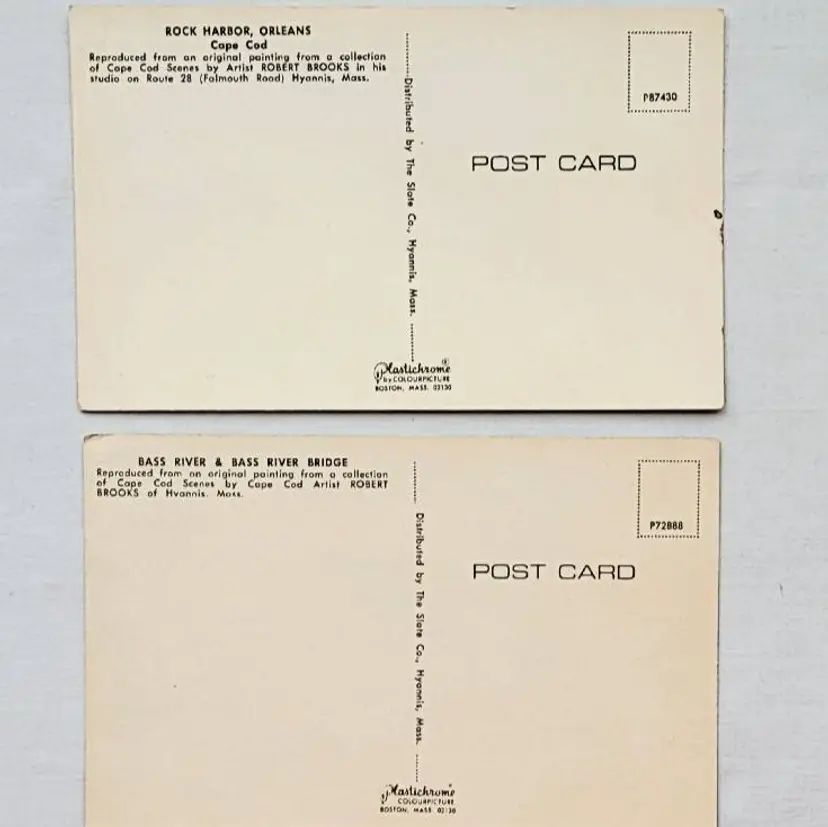 ROCK HARBOR, ORLEANS
Cape Cod
Reproduced from an original painting from a collection
of Cape Cod Scenes by Artist ROBERT BROOKS in his
studio on Route 28 (Falmouth Road) Hyannis, Mass.
P87430
POST CARD
Distributed by The Slate Co., Hyannis, Mass.
Plastichrome®
by COLOURPICTURE
BOSTON, MASS. 02130
BASS RIVER & BASS RIVER BRIDGE
Reproduced from an original painting from a collection
of Cape Cod Scenes by Cape Cod Artist ROBERT
BROOKS of Hyannis, Mass.
P72888
POST CARD
Distributed by The Slate Co., Hyannis, Mass.
Plastichrome
COLOURPICTURE
BOSTON, MASS. 02130